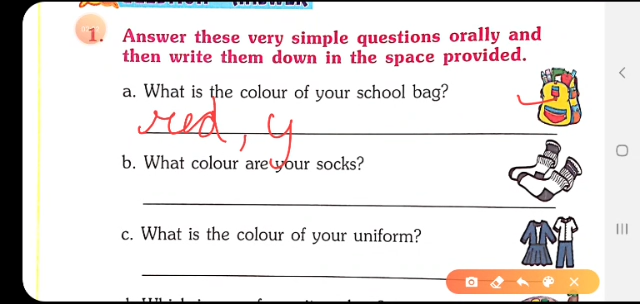 1. Answer these very simple questions orally and
then write them down in the space provided.
a. What is the colour of your school bag?
red, y
b. What colour are your socks?
c. What is the colour of your uniform?